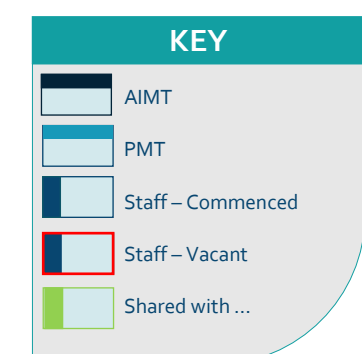 KEY
AIMT
PMT
Staff – Commenced
Staff – Vacant
Shared with ...